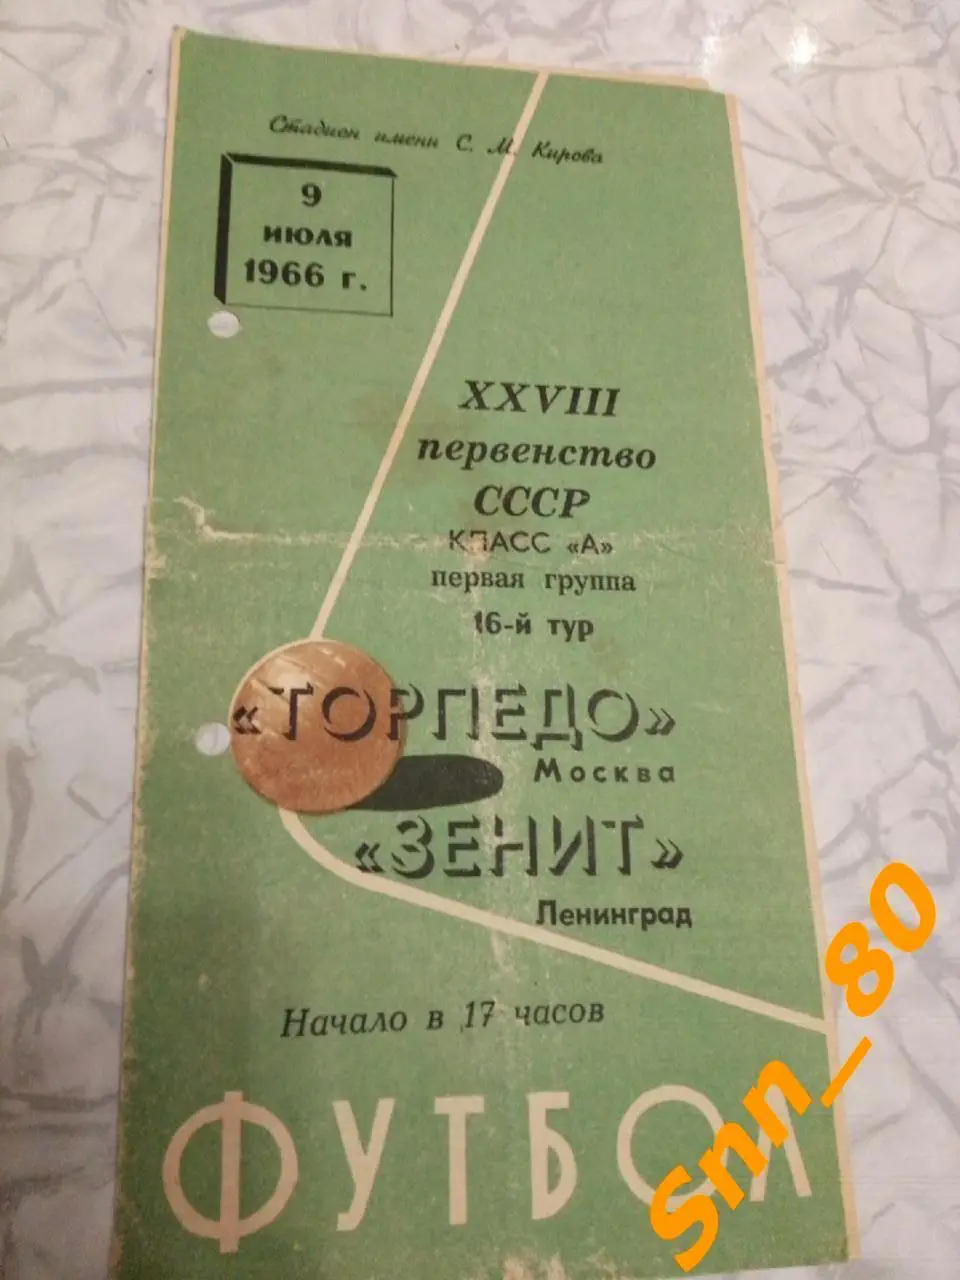 Стадион имени С. М. Кирова
9
ИЮЛЯ
1966 г.
XXVIII
первенство
СССР
КЛАСС «А»
первая группа
16-й тур
«ТОРПЕДО»
Москва
«ЗЕНИТ»
Ленинград
Начало в 17 часов
ФУТБОЛ
Snn_80